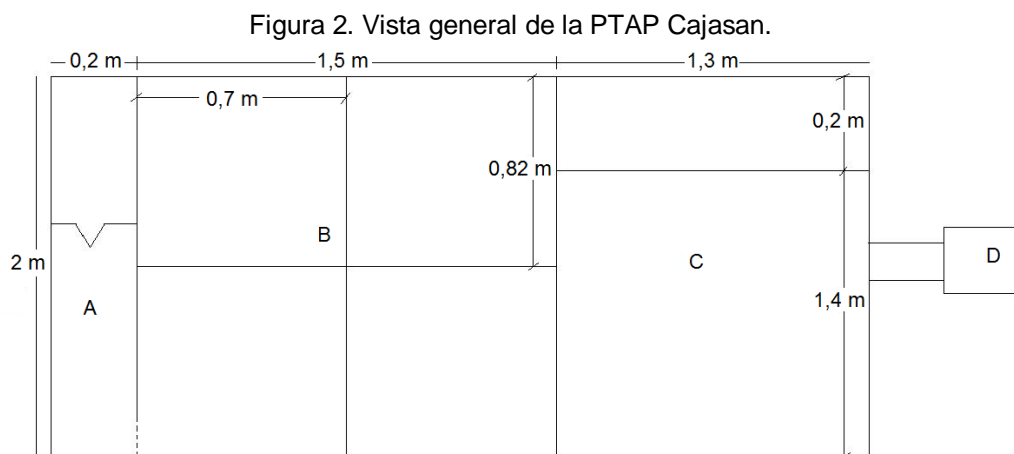 Figura 2. Vista general de la PTAP Cajasan.
0,2 m 1,5 m 1,3 m
0,7 m
0,2 m
0,82 m
B
2 m
C
D
A
1,4 m